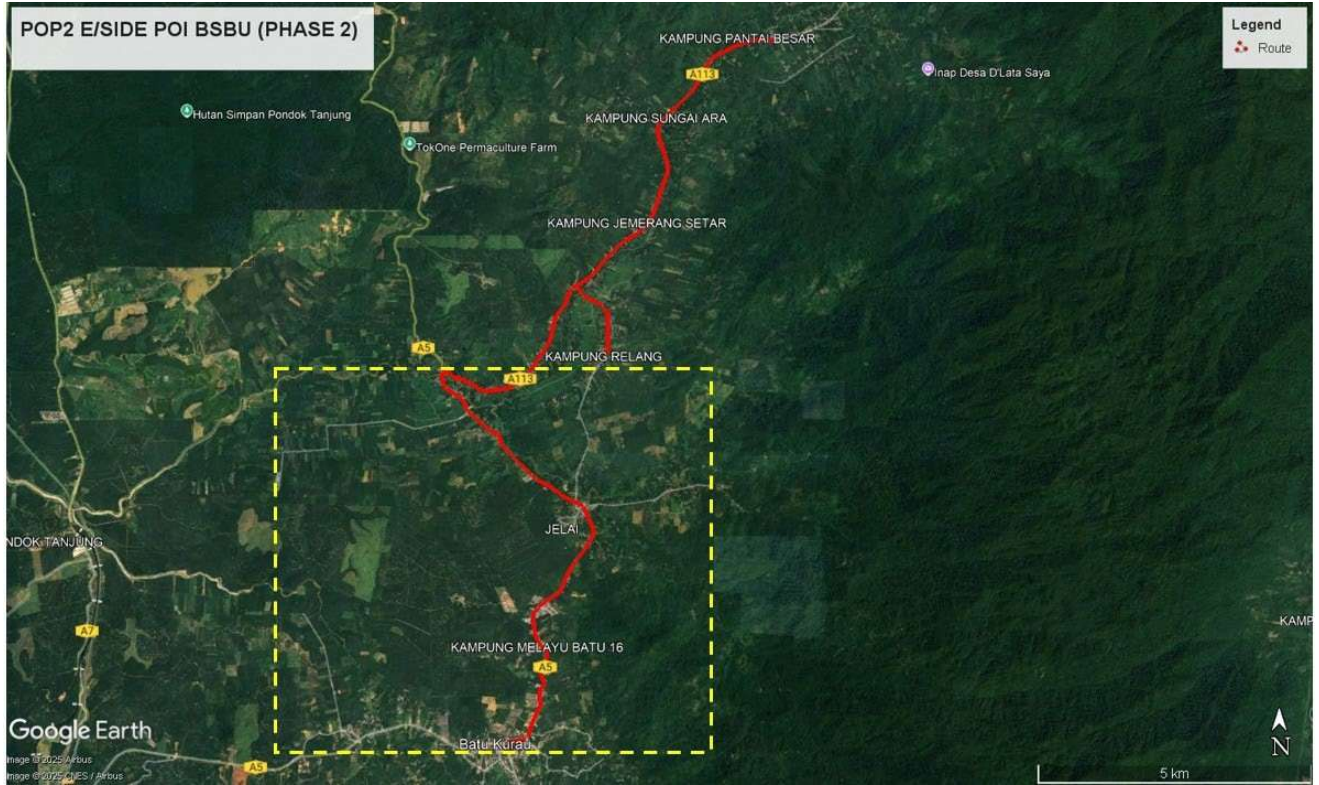 POP2 E/SIDE POI BSBU (PHASE 2)
Legend
Route
KAMPUNG PANTAI BESAR
A113
Inap Desa D'Lata Saya
Hutan Simpan Pondok Tanjung
KAMPUNG SUNGAI ARA
TokOne Permaculture Farm
KAMPUNG JEMERANG SETAR
A5
KAMPUNG RELANG
A113
JELAI
NDOK TANJUNG
KAMP
A7
KAMPUNG MELAYU BATU 16
A5
Google Earth
Batu Kurau
N
Image © 2025 Airbus
A5
Image © 2025 CNES / Airbus
5 km